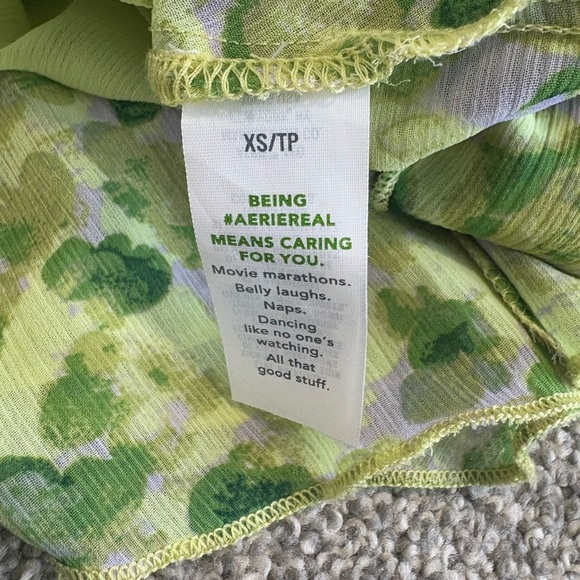 XS/TP
BEING
#AERIEREAL
MEANS CARING
FOR YOU.
Movie marathons.
Belly laughs.
Naps.
Dancing
like no one's
watching.
All that
good stuff.